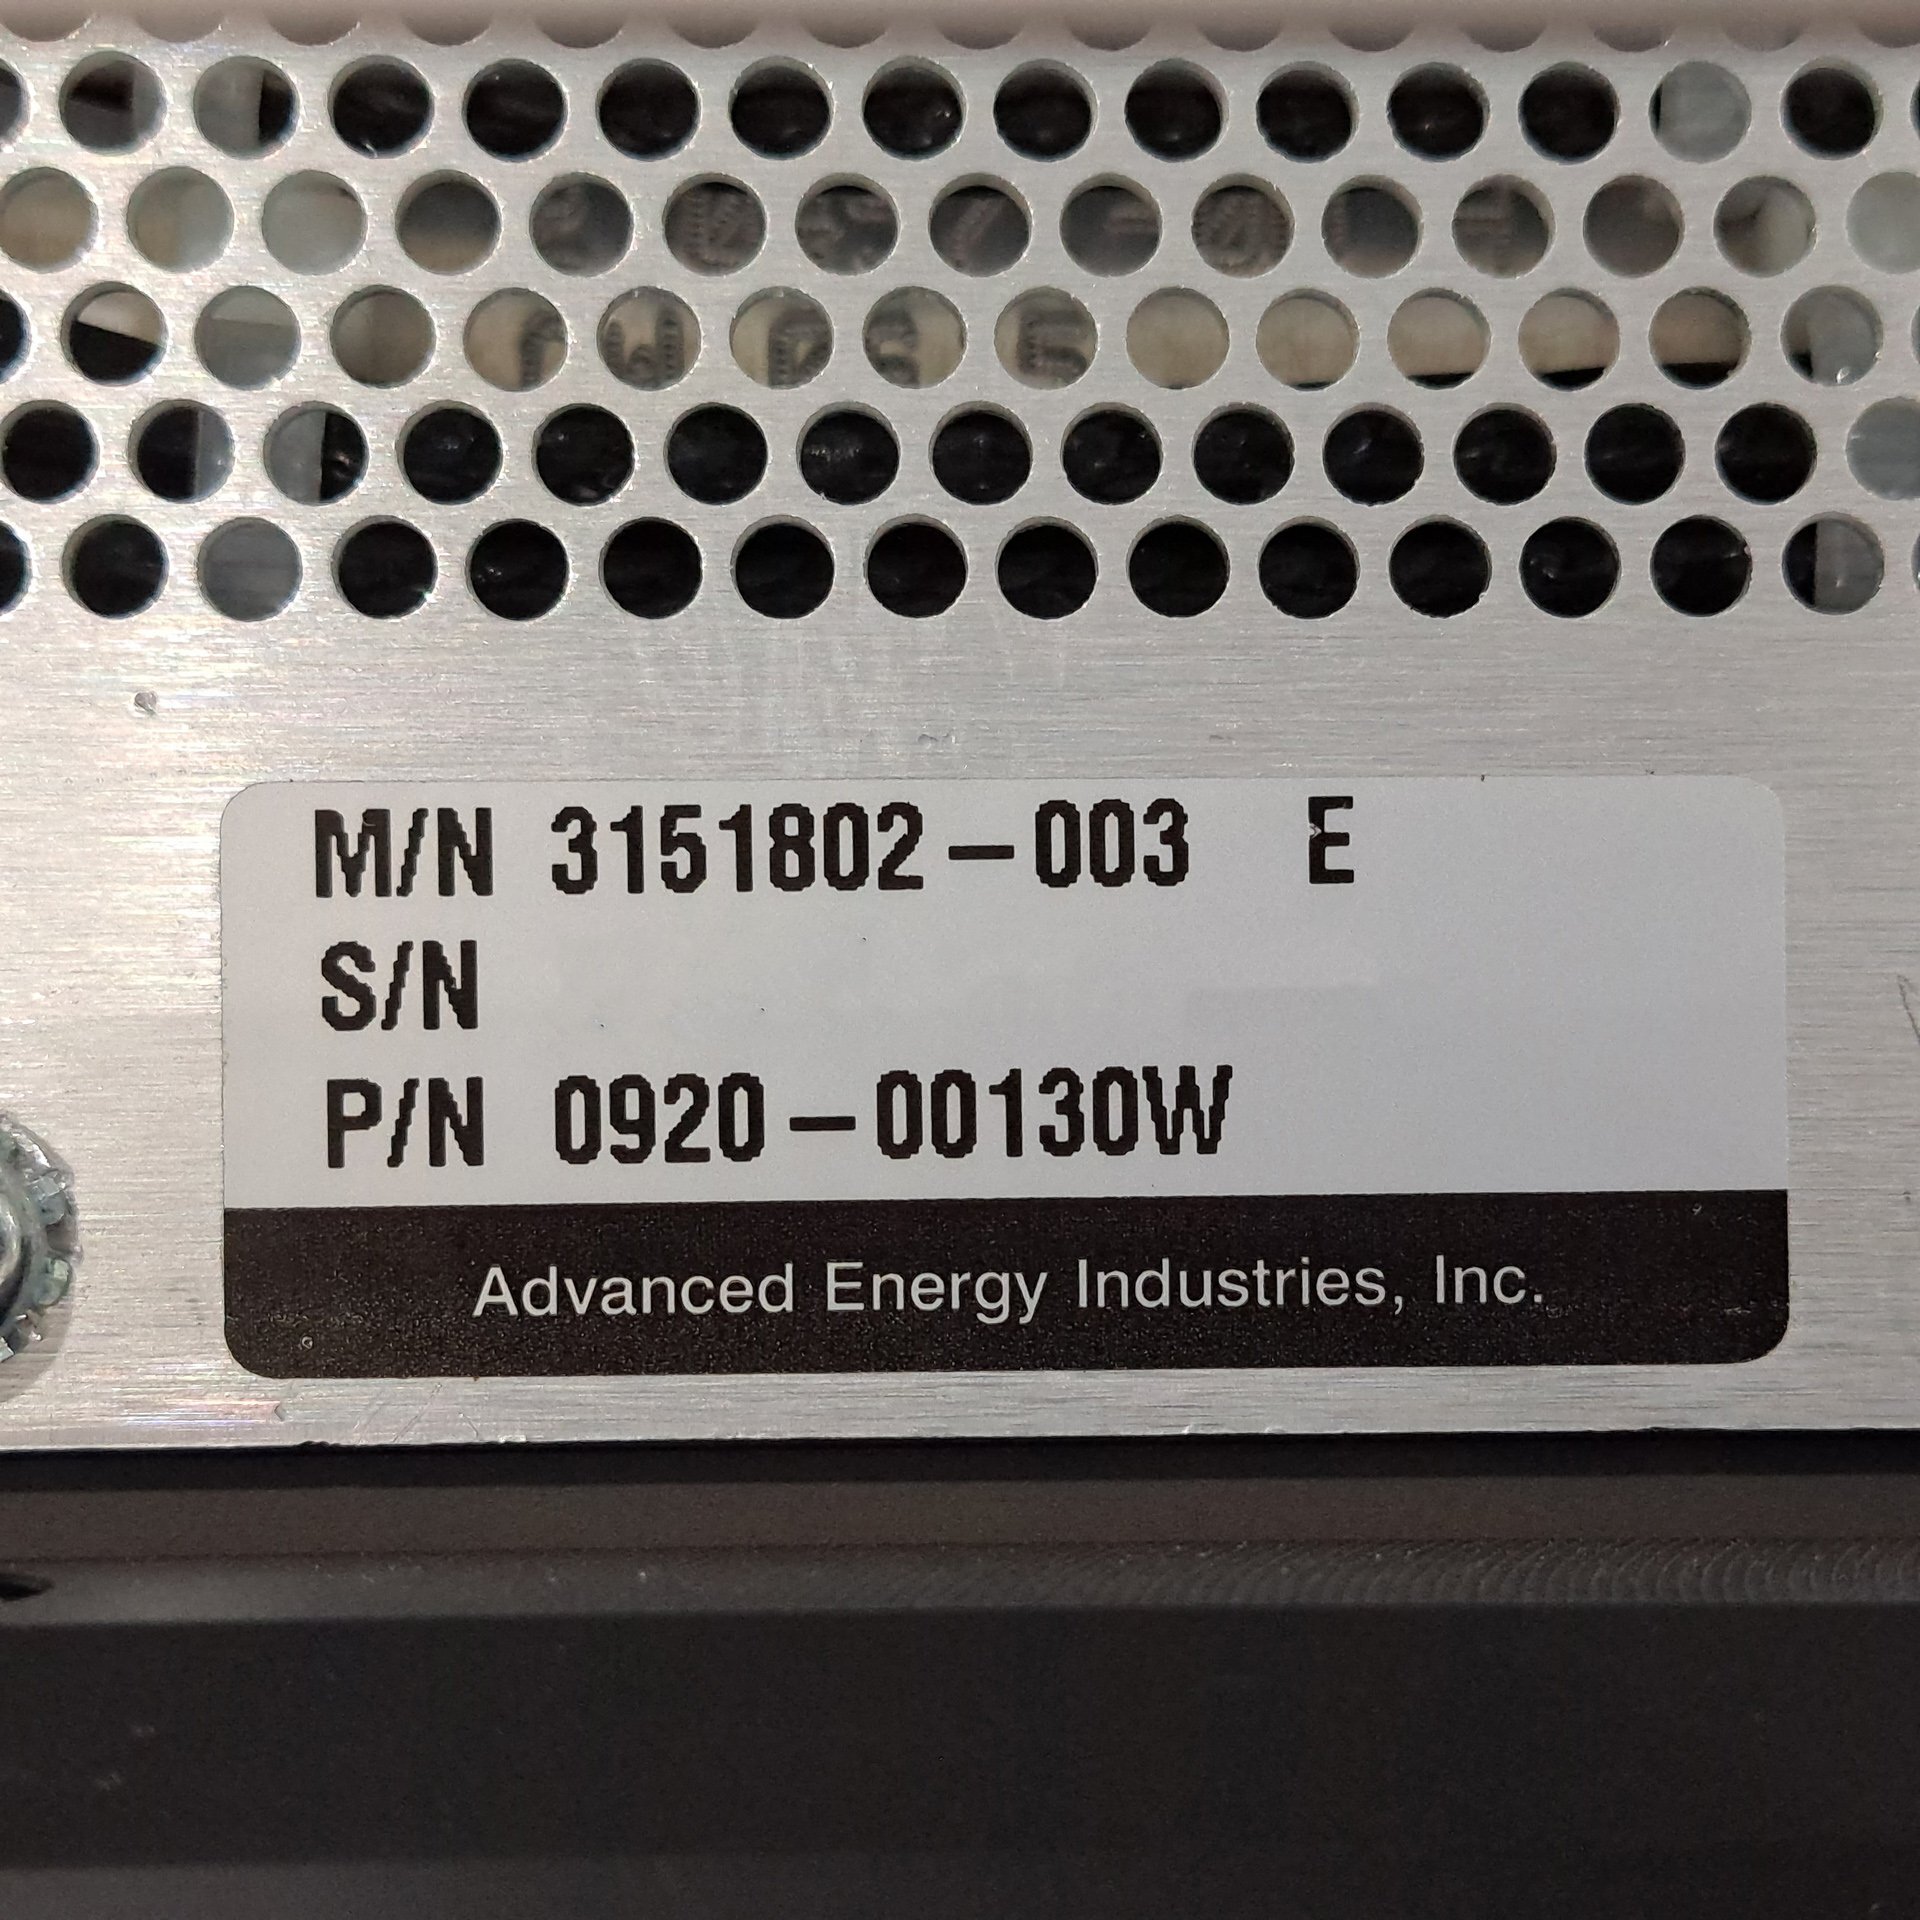 M/N 3151802-003 E
S/N
P/N 0920-00130W
Advanced Energy Industries, Inc.